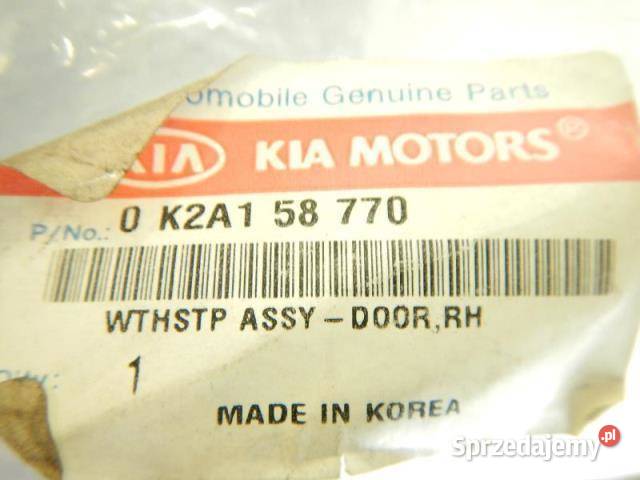 omobile Genuine Parts
KIA KIA MOTORS®
P/No.: 0 K2A1 58 770
WTHSTP ASSY-DOOR,RH
1
MADE IN KOREA
Sprzedajemy.pl